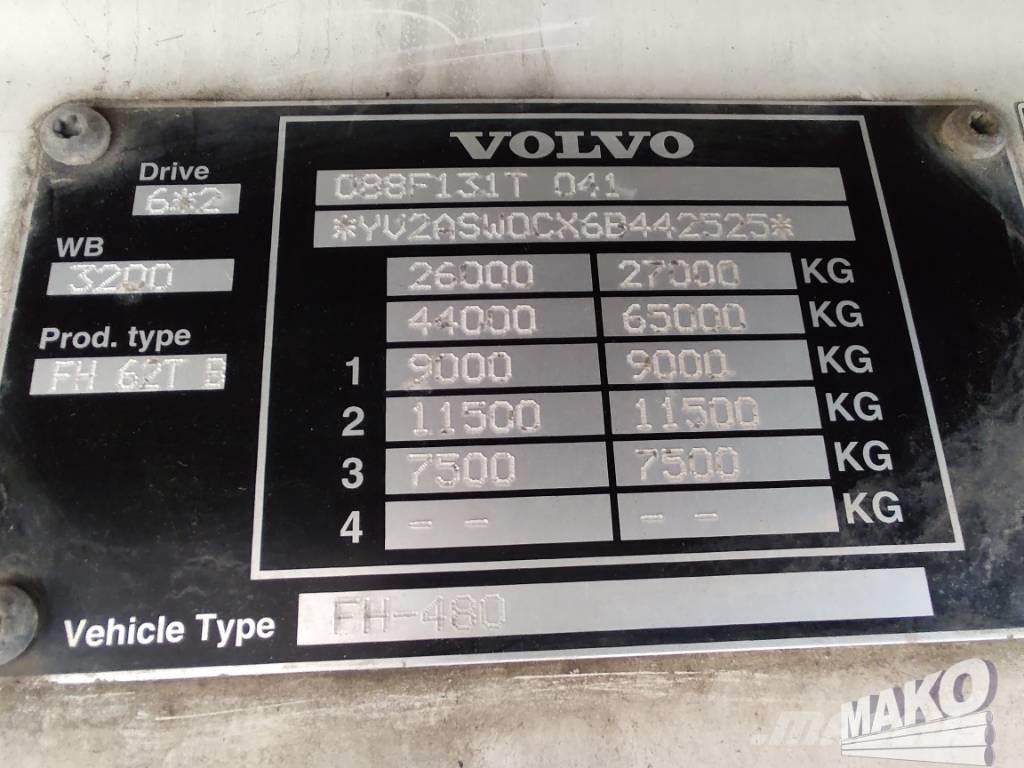 VOLVO
Drive
6*2
088F131T 041
*YV2ASW0CX6B442525*
WB
3200
26000 27000 KG
44000 65000 KG
Prod. type
FH 62T B
1 9000 9000 KG
2 11500 11500 KG
3 7500 7500 KG
4 -- -- KG
Vehicle Type FH-480
MAKO